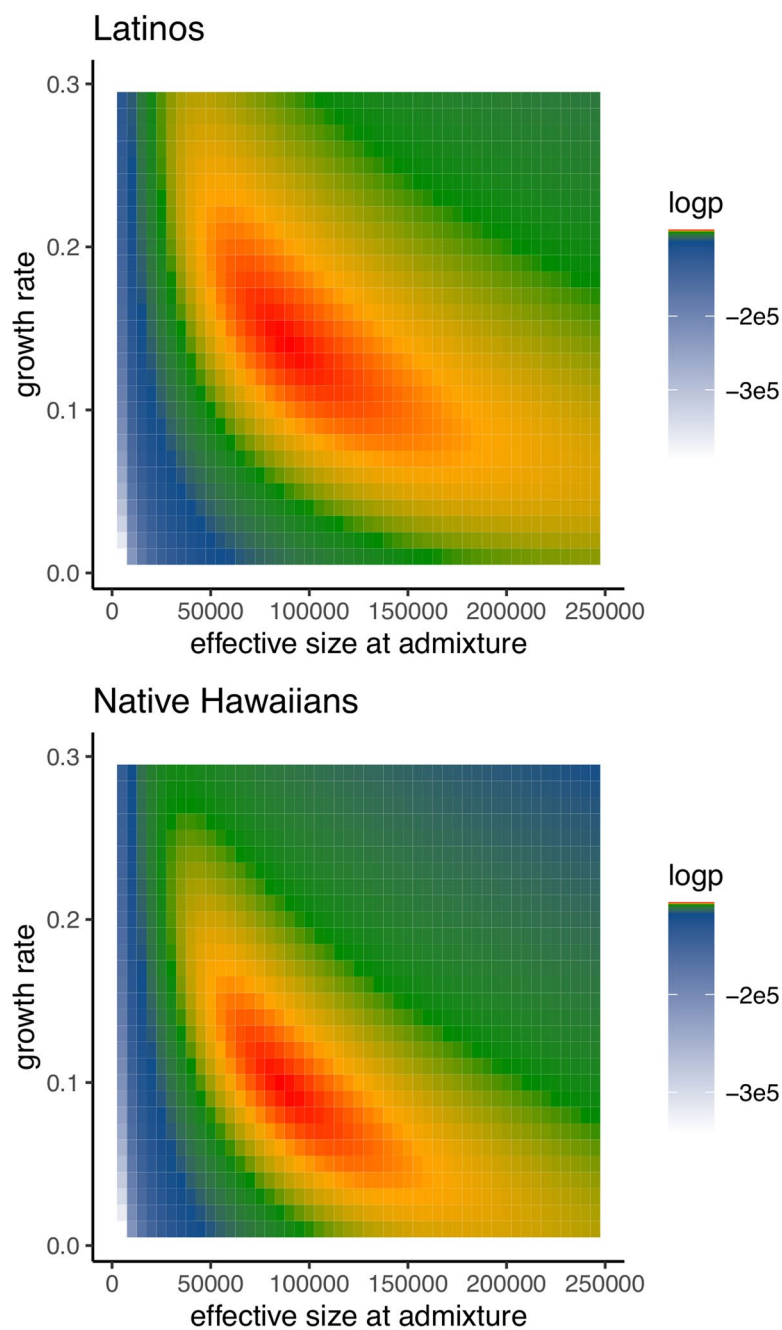 Latinos
0.3
0.2
0.1
0.0
growth rate
0
50000
100000
150000
200000
250000
effective size at admixture
logp
−2e5
−3e5
Native Hawaiians
0.3
0.2
0.1
0.0
growth rate
0
50000
100000
150000
200000
250000
effective size at admixture
logp
−2e5
−3e5